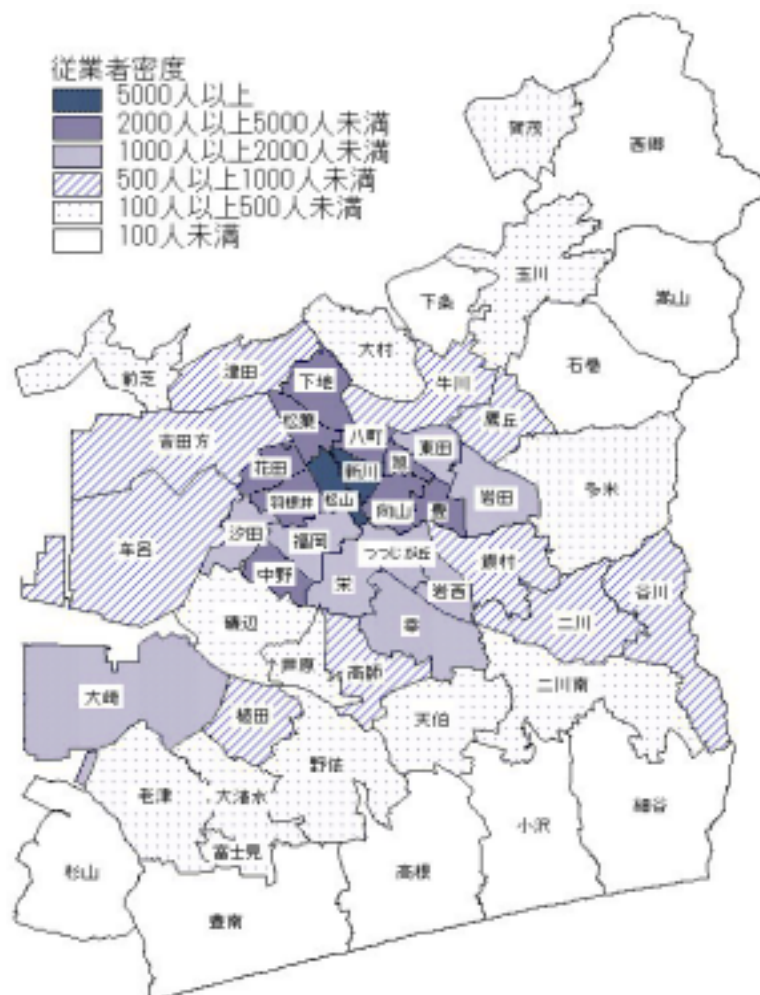 従業者密度
5000人以上
2000人以上5000人未満
1000人以上2000人未満
500人以上1000人未満
100人以上500人未満
100人未満
賀茂
西郷
玉川
下条
嵩山
大村
石巻
前芝
津田
下地
牛川
鷹丘
吉田方
松葉
八町
東田
旭
花田
新川
多米
岩田
羽根井
松山
向山
豊
牟呂
汐田
福岡
つつじが丘
中野
栄
岩西
谷川
磯辺
幸
二川
芦原
高師
二川南
大崎
植田
天伯
野依
老津
大清水
小沢
細谷
富士見
杉山
高根
豊南